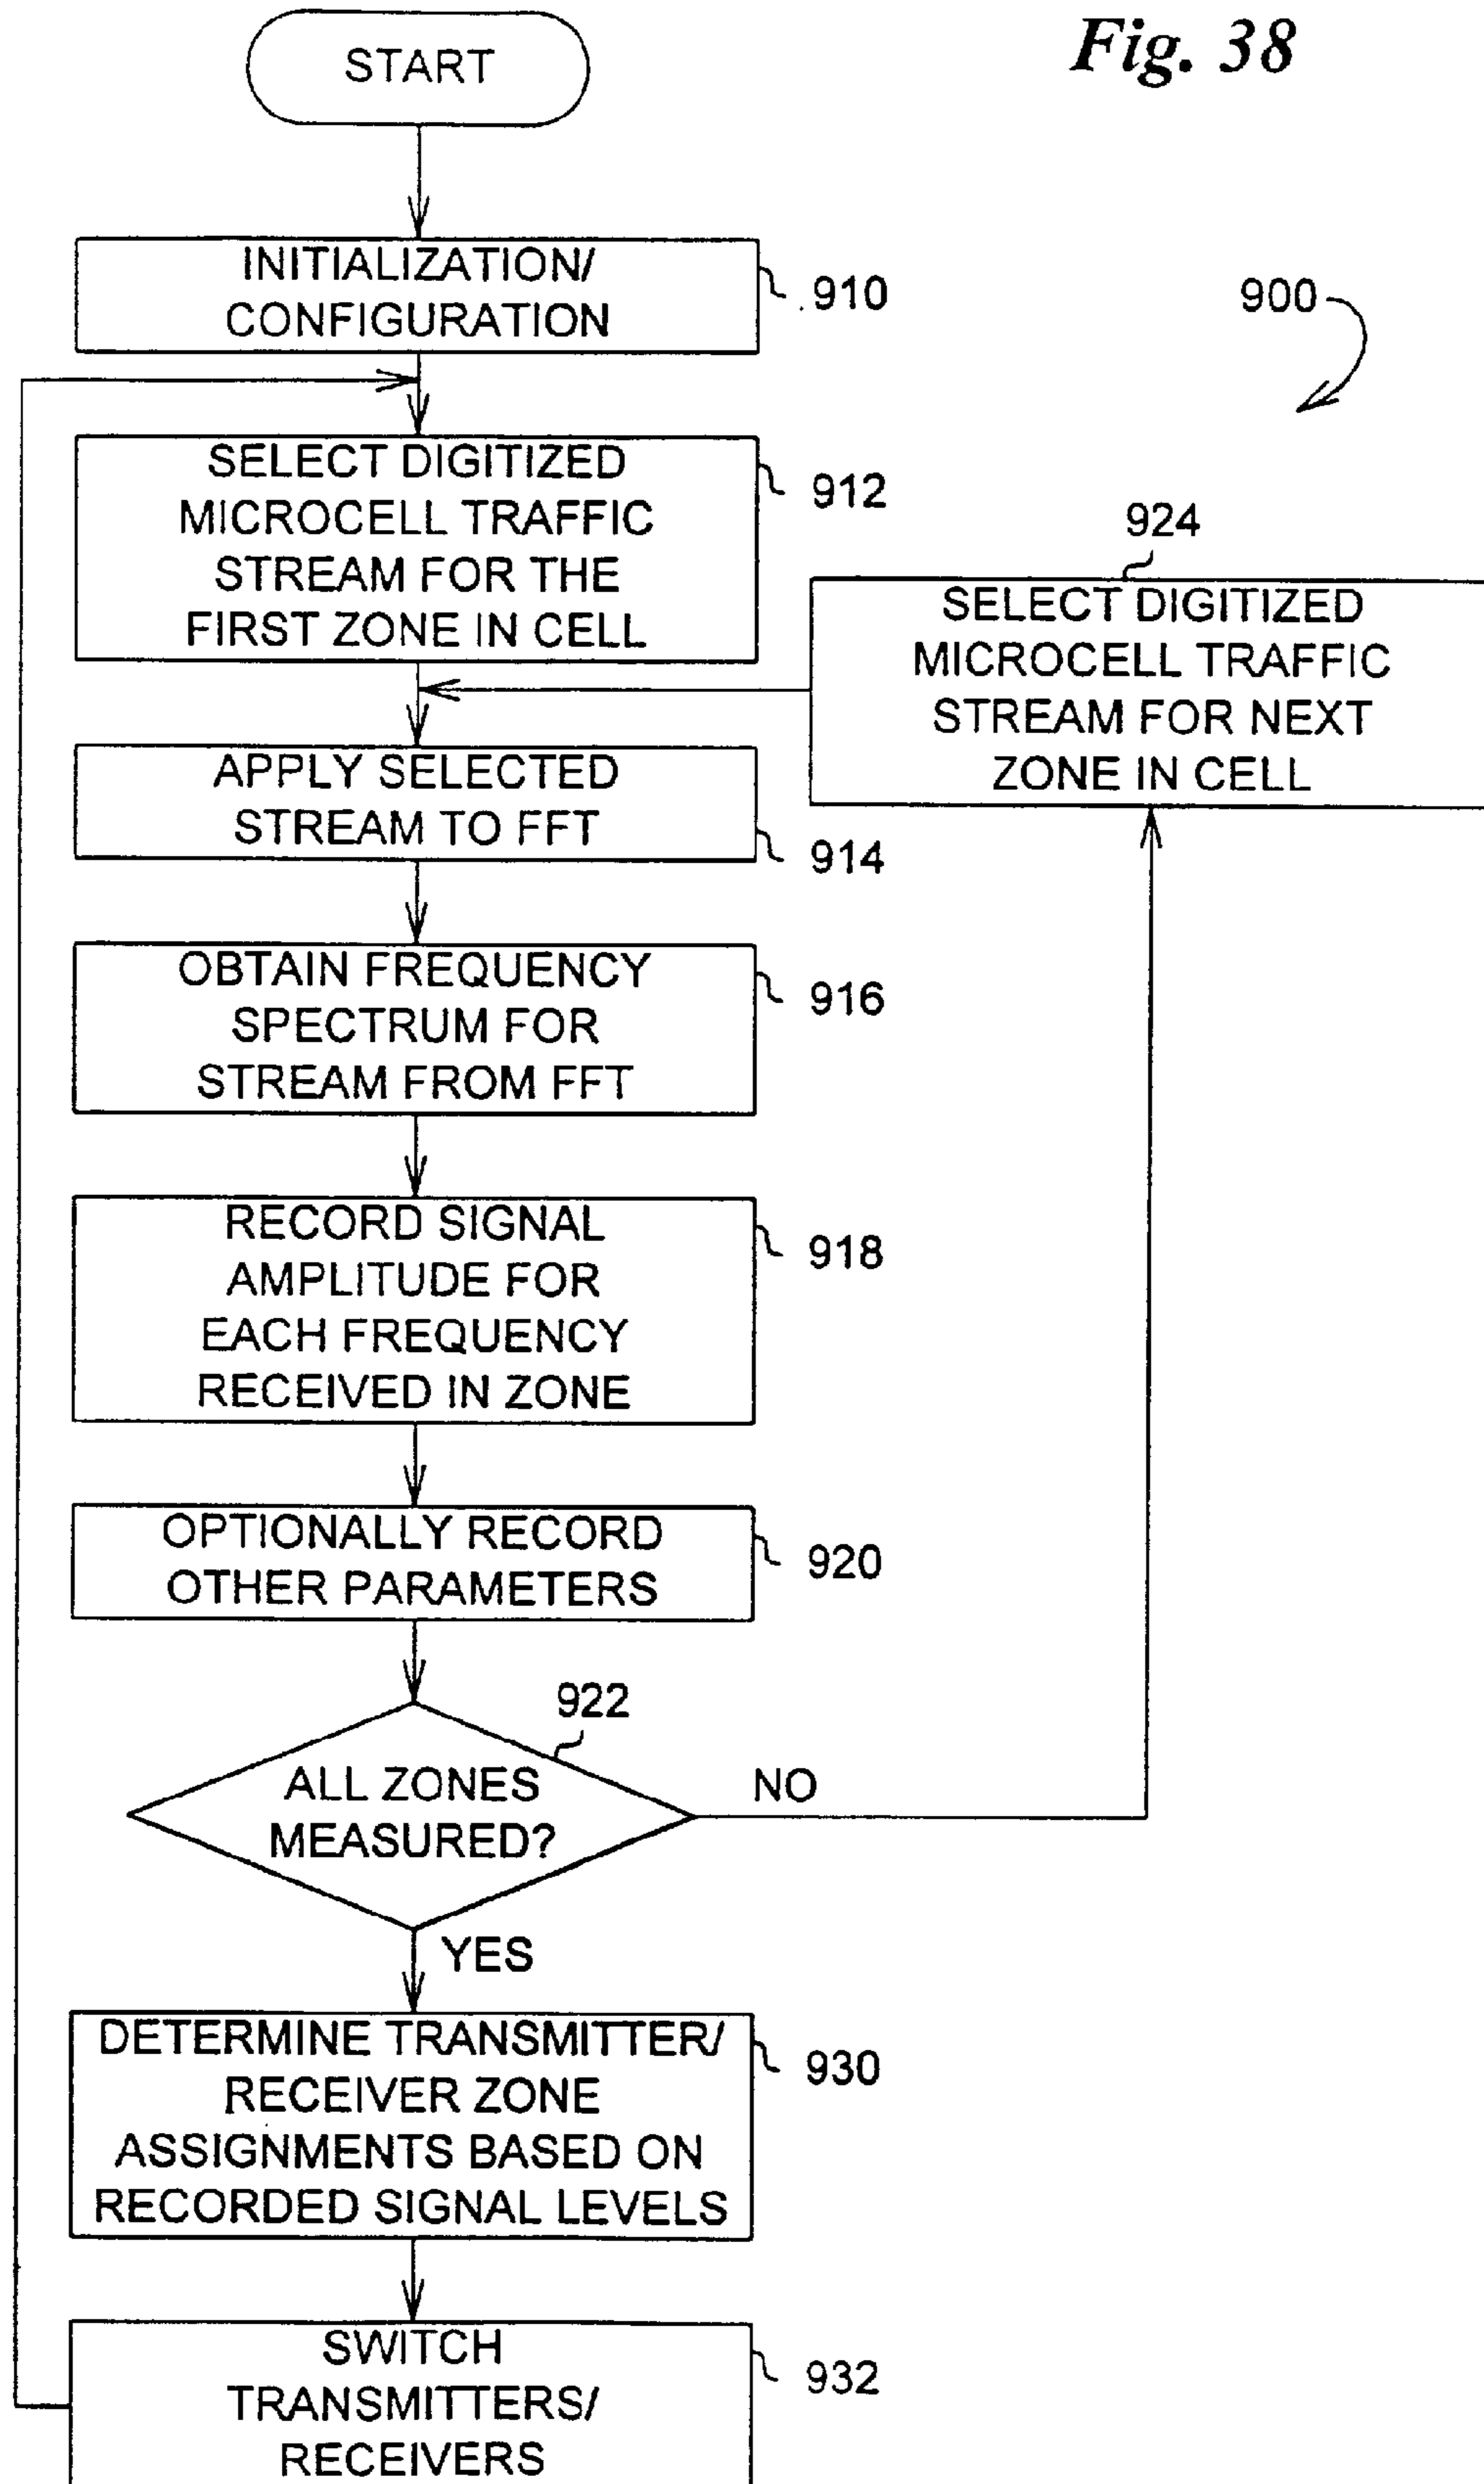 Fig. 38
START
INITIALIZATION/
CONFIGURATION
910
900
SELECT DIGITIZED
MICROCELL TRAFFIC
STREAM FOR THE
FIRST ZONE IN CELL
912
924
SELECT DIGITIZED
MICROCELL TRAFFIC
STREAM FOR NEXT
ZONE IN CELL
APPLY SELECTED
STREAM TO FFT
914
OBTAIN FREQUENCY
SPECTRUM FOR
STREAM FROM FFT
916
RECORD SIGNAL
AMPLITUDE FOR
EACH FREQUENCY
RECEIVED IN ZONE
918
OPTIONALLY RECORD
OTHER PARAMETERS
920
922
ALL ZONES
MEASURED?
NO
YES
DETERMINE TRANSMITTER/
RECEIVER ZONE
ASSIGNMENTS BASED ON
RECORDED SIGNAL LEVELS
930
SWITCH
TRANSMITTERS/
RECEIVERS
932